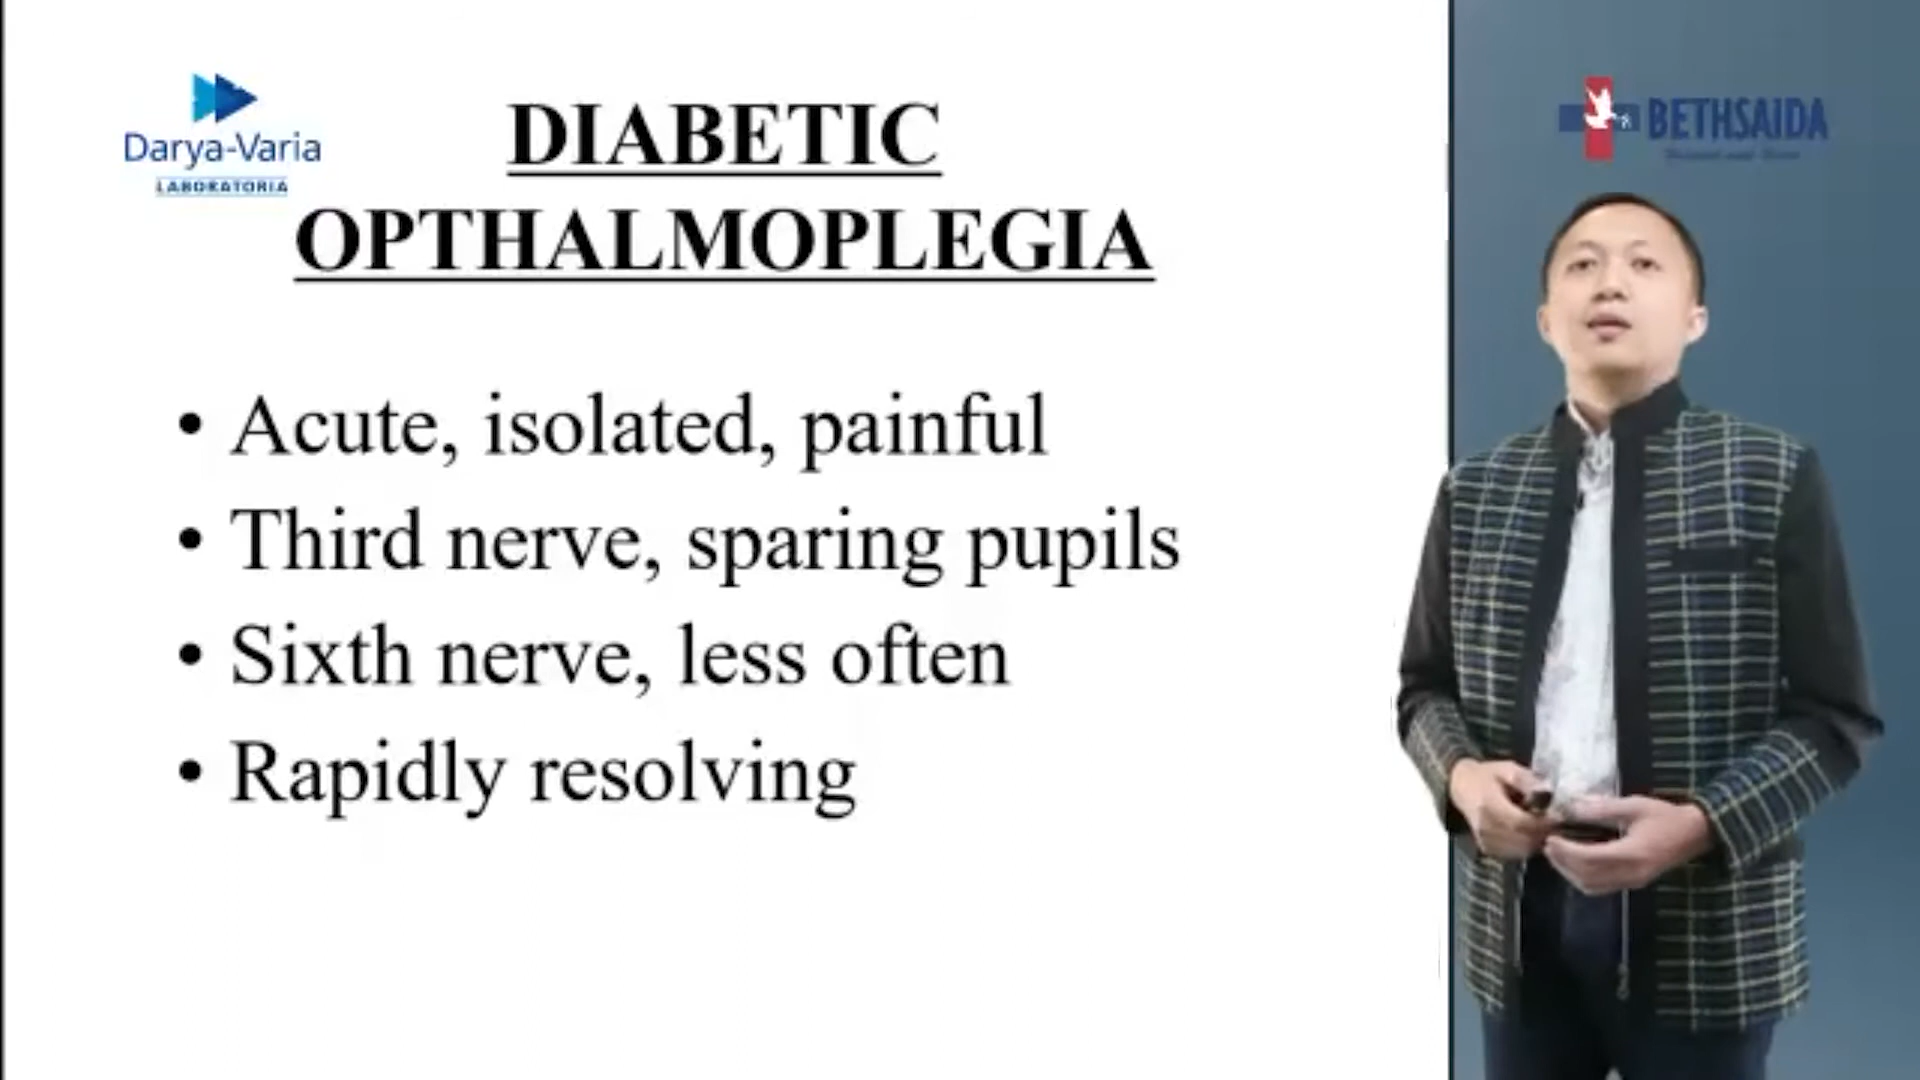 Darya-Varia
LABORATORIA
DIABETIC
OPTHALMOPLEGIA
• Acute, isolated, painful
• Third nerve, sparing pupils
• Sixth nerve, less often
• Rapidly resolving
BETHSAIDA